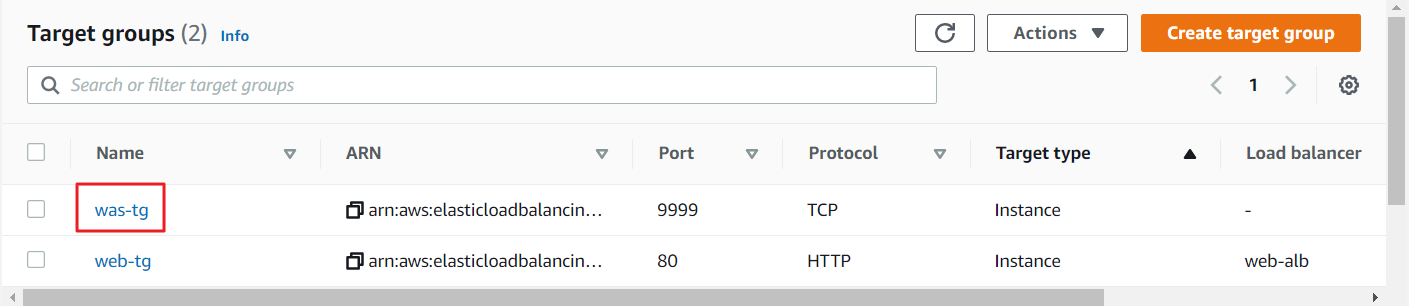 Target groups (2) Info
Actions
Create target group
Search or filter target groups
1
Name ARN Port Protocol Target type Load balancer
was-tg arn:aws:elasticloadbalancin... 9999 TCP Instance -
web-tg arn:aws:elasticloadbalancin... 80 HTTP Instance web-alb